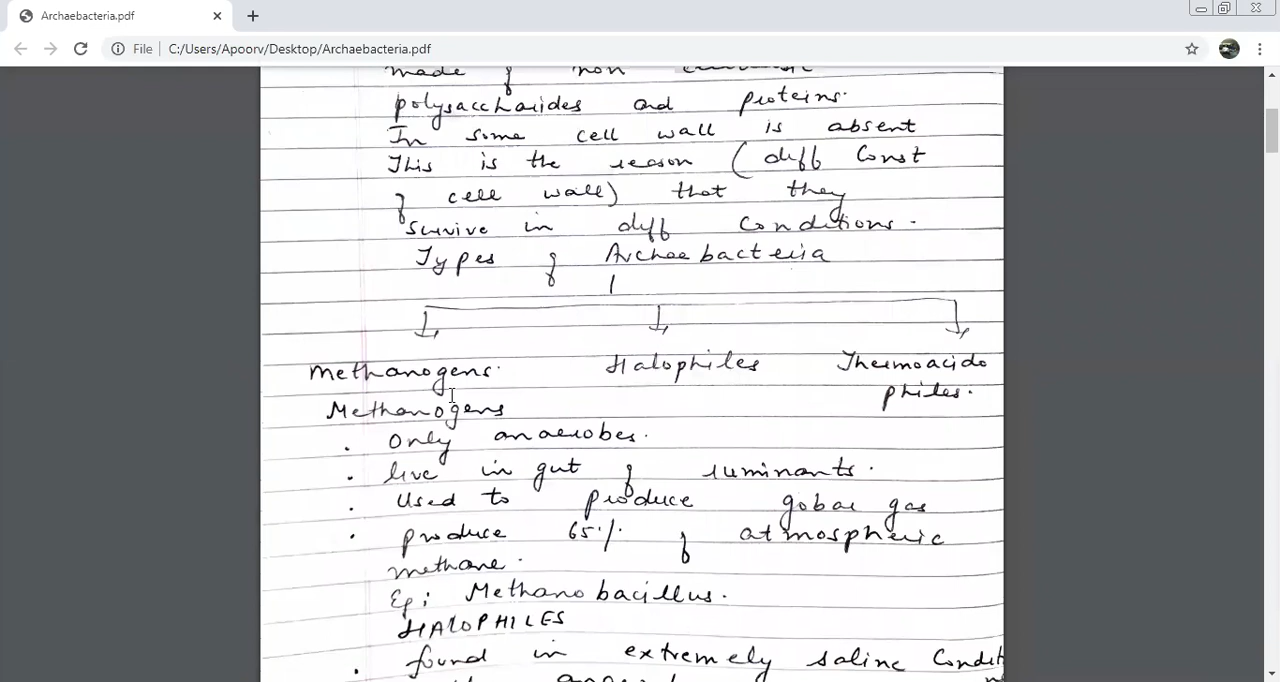 Archaebacteria.pdf
File C:/Users/Apoorv/Desktop/Archaebacteria.pdf
made of non
polysaccharides and proteins.
In some cell wall is absent
This is the reason (diff Const
of cell wall) that they
survive in diff Conditions.
Types of Archaebacteria
Methanogens. Halophiles Thermoacido
philes.
Methanogens
. Only anaerobes.
. live in gut of ruminants.
. Used to produce gobar gas
. produce 65% of atmospheric
methane.
Eg: Methanobacillus.
HALOPHILES
. found in extremely saline Condit